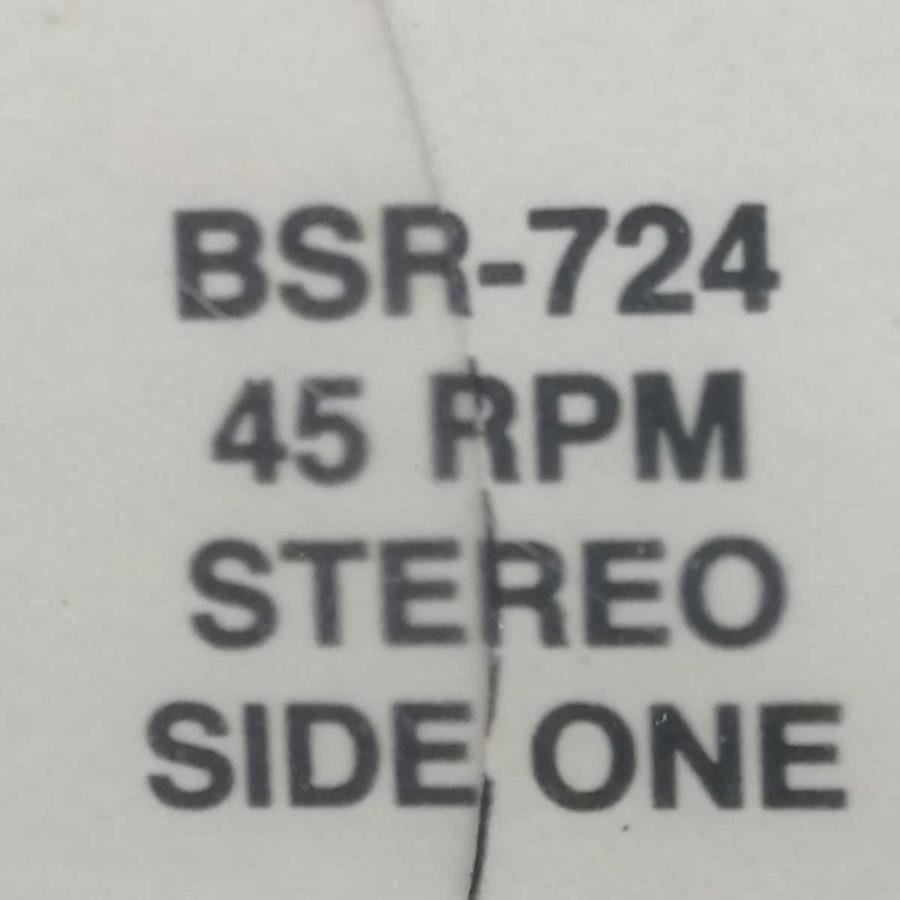 BSR-724
45 RPM
STEREO
SIDE ONE